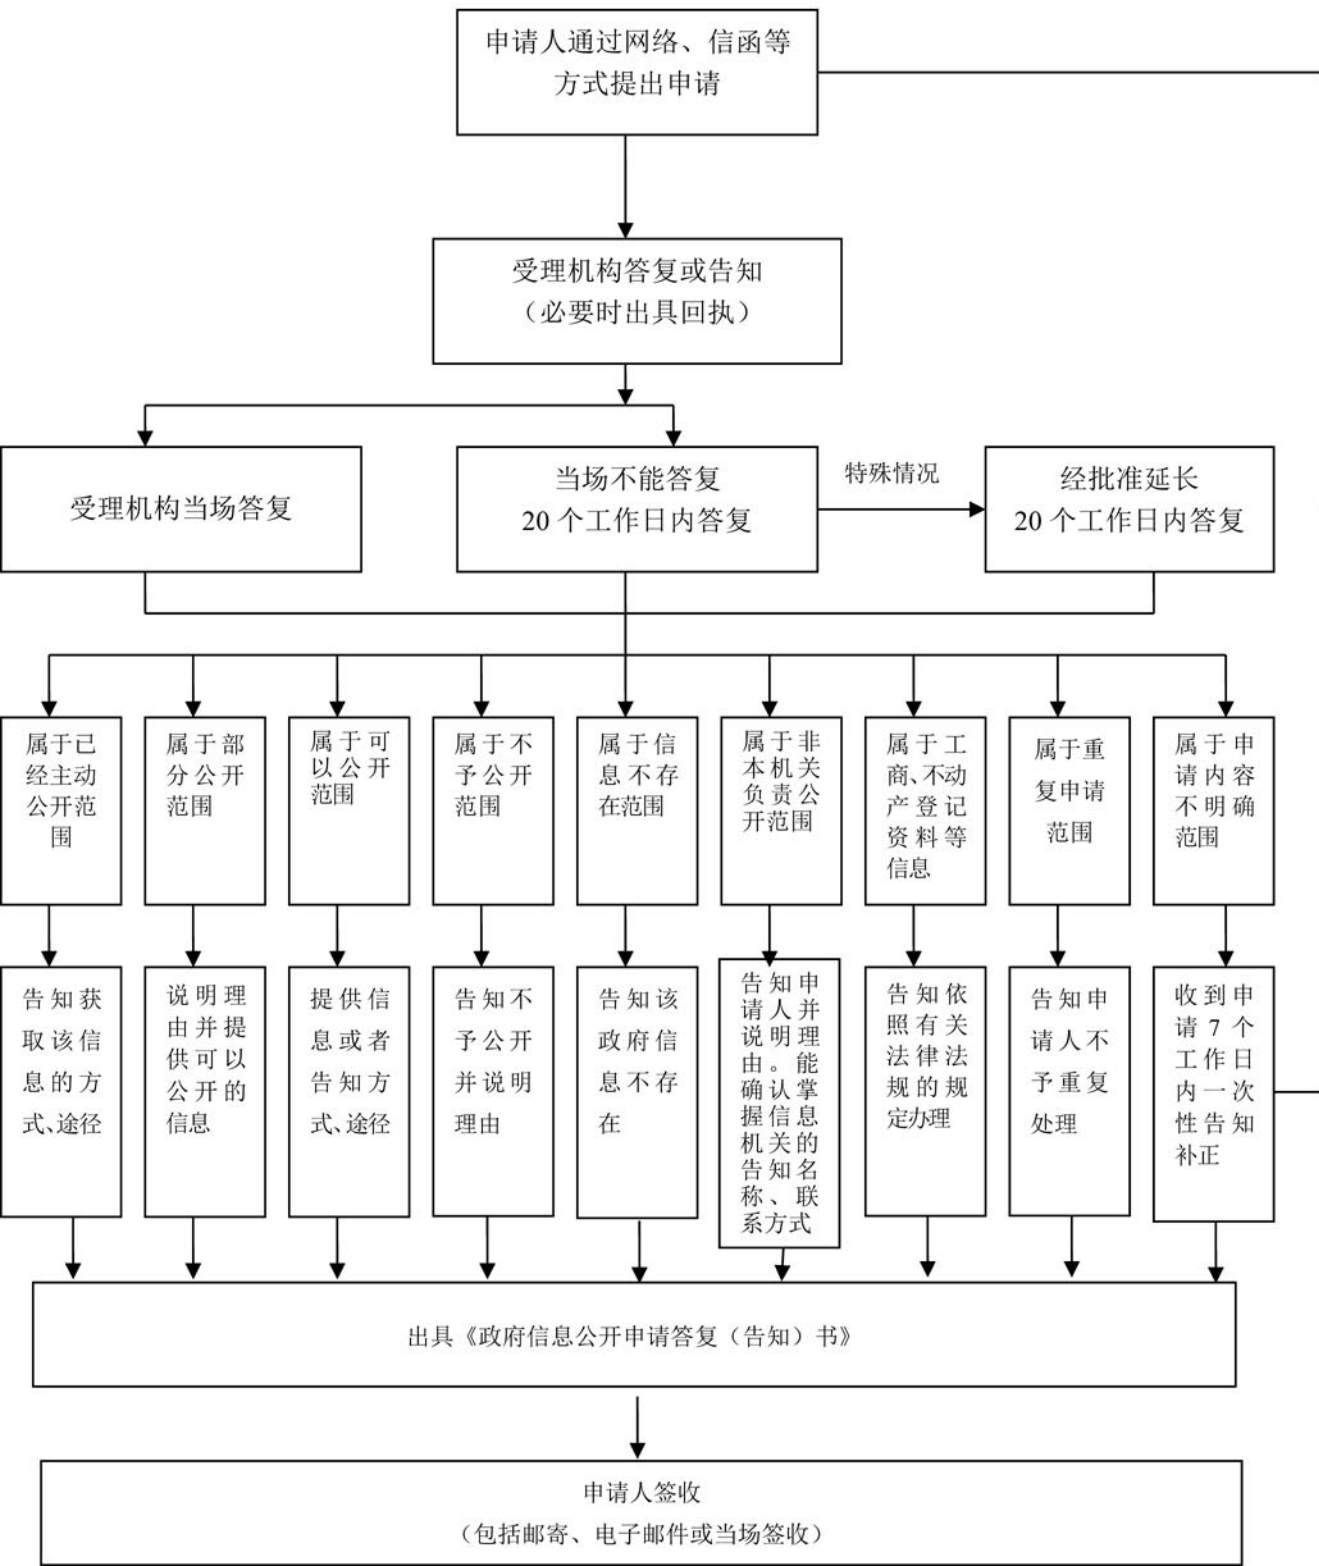 申请人通过网络、信函等
方式提出申请
受理机构答复或告知
（必要时出具回执）
受理机构当场答复
当场不能答复
20 个工作日内答复
特殊情况
经批准延长
20 个工作日内答复
属于已
经主动
公开范
围
属于部
分公开
范围
属于可
以公开
范围
属于不
予公开
范围
属于信
息不存
在范围
属于非
本机关
负责公
开范围
属于工
商、不动
产登记
资料等
信息
属于重
复申请
范围
属于申
请内容
不明确
范围
告知获
取该信
息的方
式、途径
说明理
由并提
供可以
公开的
信息
提供信
息或者
告知方
式、途径
告知不
予公开
并说明
理由
告知该
政府信
息不存
在
告知申
请人并
说明理
由。能
确认掌
握信息
机关的
告知名
称、联
系方式
告知依
照有关
法律法
规的规
定办理
告知申
请人不
予重复
处理
收到申
请 7 个
工作日
内一次
性告知
补正
出具《政府信息公开申请答复（告知）书》
申请人签收
（包括邮寄、电子邮件或当场签收）